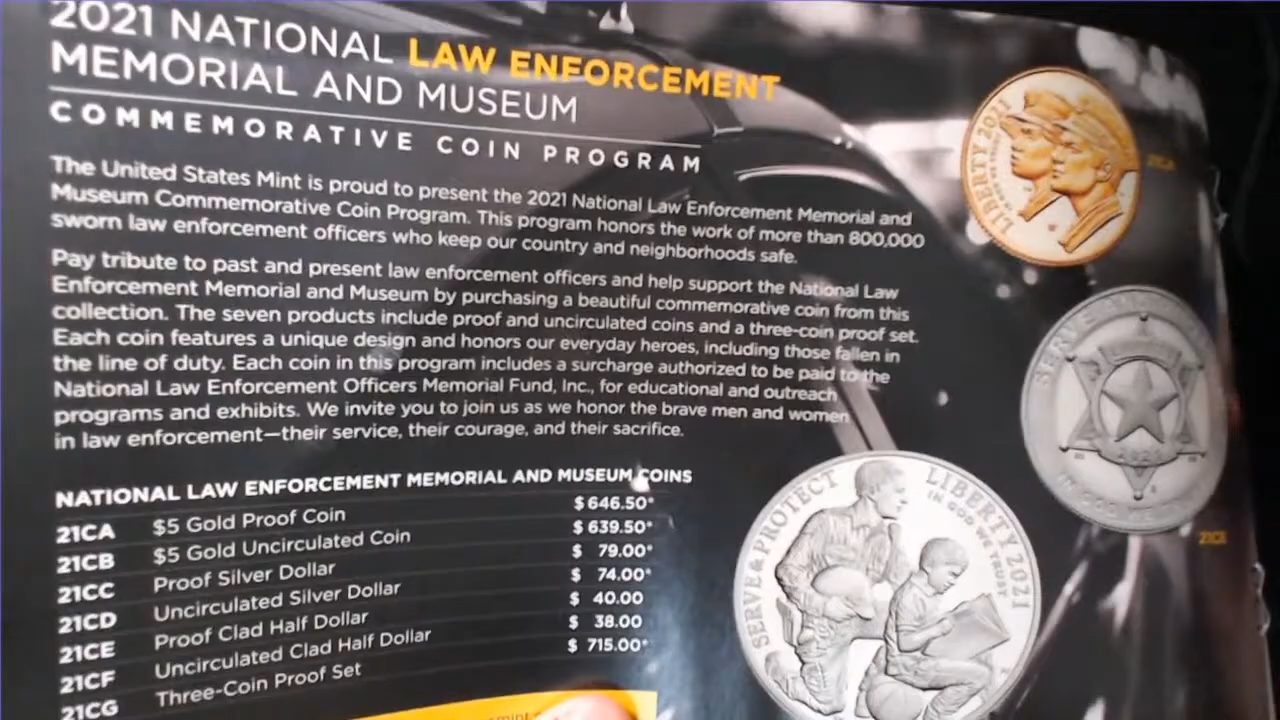 2021 NATIONAL LAW ENFORCEMENT
MEMORIAL AND MUSEUM
COMMEMORATIVE COIN PROGRAM
The United States Mint is proud to present the 2021 National Law Enforcement Memorial and
Museum Commemorative Coin Program. This program honors the work of more than 800,000
sworn law enforcement officers who keep our country and neighborhoods safe.
Pay tribute to past and present law enforcement officers and help support the National Law
Enforcement Memorial and Museum by purchasing a beautiful commemorative coin from this
collection. The seven products include proof and uncirculated coins and a three-coin proof set.
Each coin features a unique design and honors our everyday heroes, including those fallen in
the line of duty. Each coin in this program includes a surcharge authorized to be paid to the
National Law Enforcement Officers Memorial Fund, Inc., for educational and outreach
programs and exhibits. We invite you to join us as we honor the brave men and women
in law enforcement—their service, their courage, and their sacrifice.
NATIONAL LAW ENFORCEMENT MEMORIAL AND MUSEUM COINS
21CA $5 Gold Proof Coin $646.50*
21CB $5 Gold Uncirculated Coin $639.50*
21CC Proof Silver Dollar $ 79.00*
21CD Uncirculated Silver Dollar $ 74.00*
21CE Proof Clad Half Dollar $ 40.00
21CF Uncirculated Clad Half Dollar $ 38.00
21CG Three-Coin Proof Set $ 715.00*
LIBERTY 2021
21CA
2021
21CE
SERVE & PROTECT
LIBERTY 2021
IN GOD WE TRUST